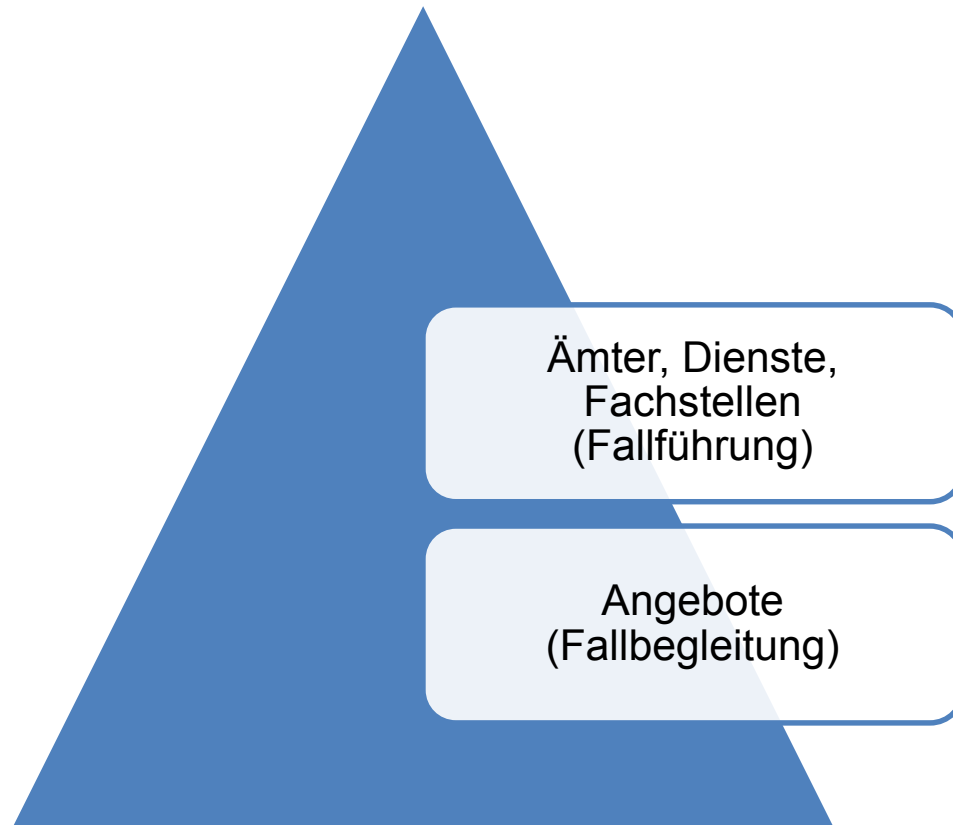 Ämter, Dienste,
Fachstellen
(Fallführung)
Angebote
(Fallbegleitung)